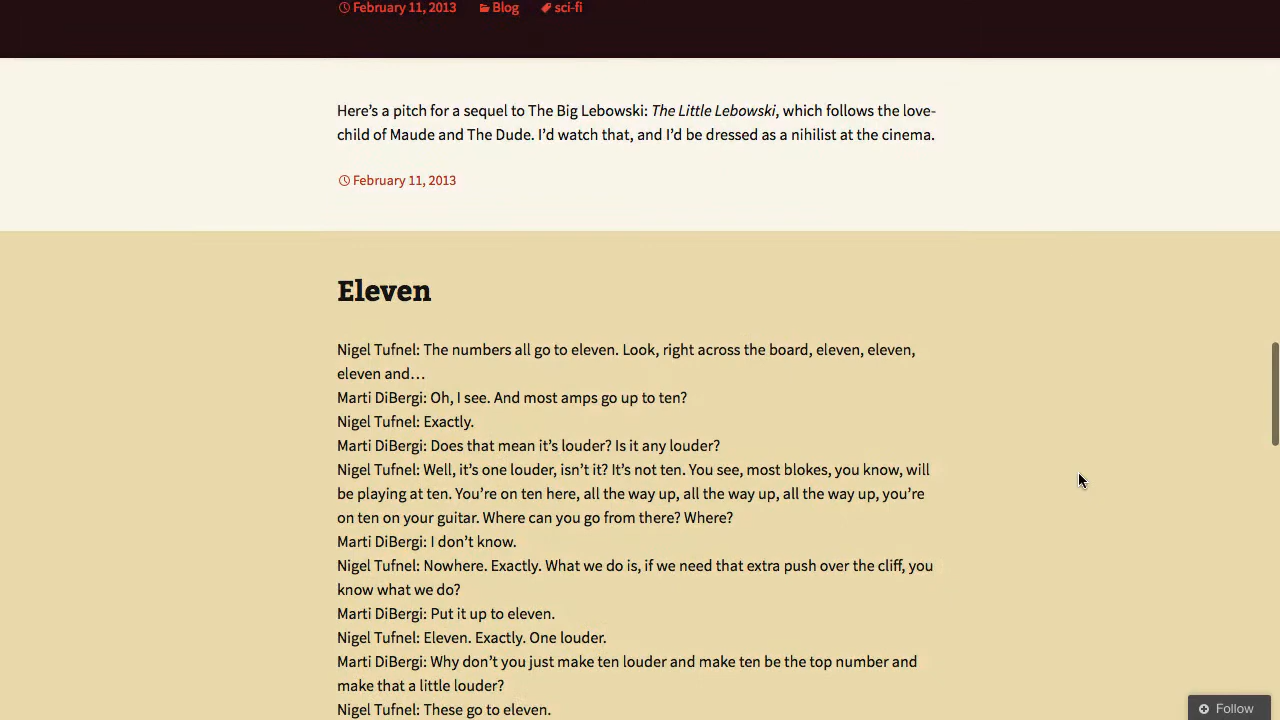 February 11, 2013 Blog sci-fi
Here's a pitch for a sequel to The Big Lebowski: The Little Lebowski, which follows the love-
child of Maude and The Dude. I'd watch that, and I'd be dressed as a nihilist at the cinema.
February 11, 2013
Eleven
Nigel Tufnel: The numbers all go to eleven. Look, right across the board, eleven, eleven,
eleven and…
Marti DiBergi: Oh, I see. And most amps go up to ten?
Nigel Tufnel: Exactly.
Marti DiBergi: Does that mean it's louder? Is it any louder?
Nigel Tufnel: Well, it's one louder, isn't it? It's not ten. You see, most blokes, you know, will
be playing at ten. You're on ten here, all the way up, all the way up, all the way up, you're
on ten on your guitar. Where can you go from there? Where?
Marti DiBergi: I don't know.
Nigel Tufnel: Nowhere. Exactly. What we do is, if we need that extra push over the cliff, you
know what we do?
Marti DiBergi: Put it up to eleven.
Nigel Tufnel: Eleven. Exactly. One louder.
Marti DiBergi: Why don't you just make ten louder and make ten be the top number and
make that a little louder?
Nigel Tufnel: These go to eleven.
Follow